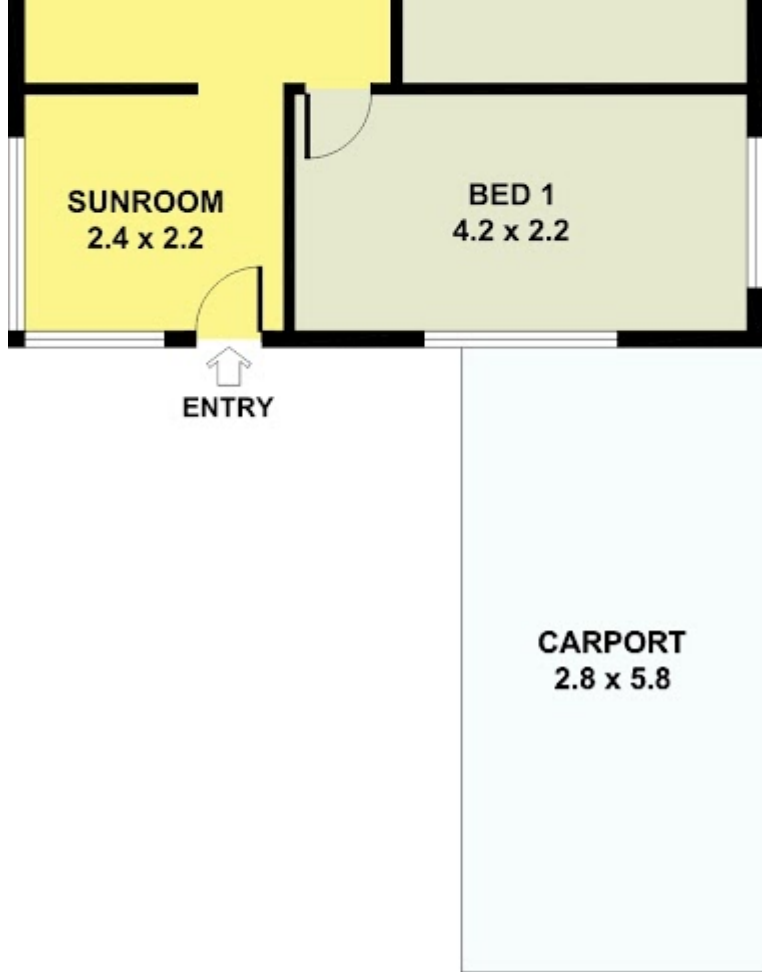 SUNROOM
2.4 x 2.2
BED 1
4.2 x 2.2
ENTRY
CARPORT
2.8 x 5.8